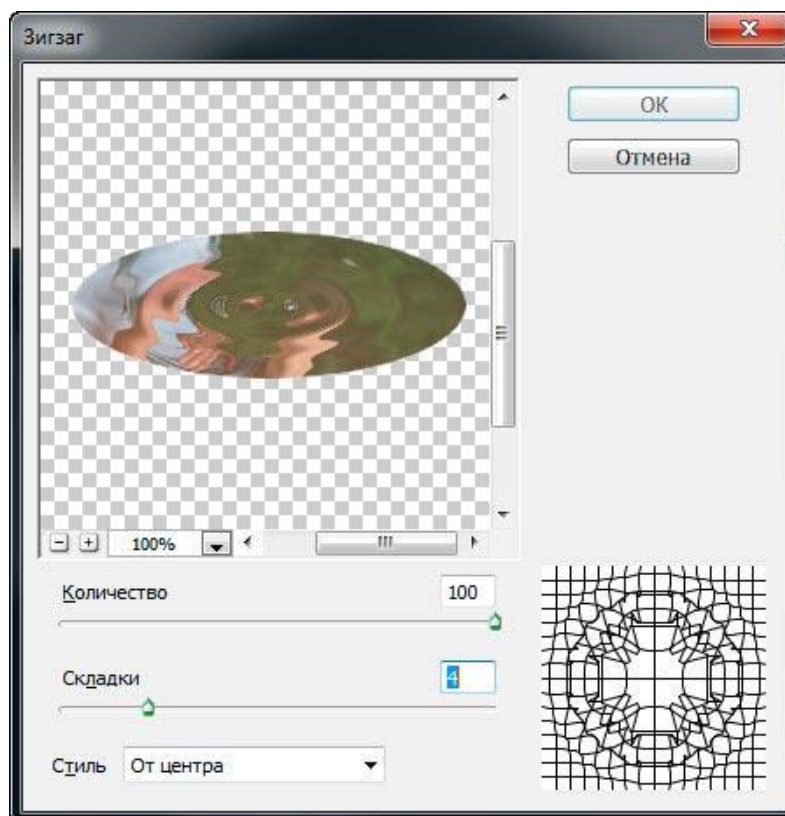 Зигзаг
OK
Отмена
100%
Количество
100
Складки
4
Стиль
От центра